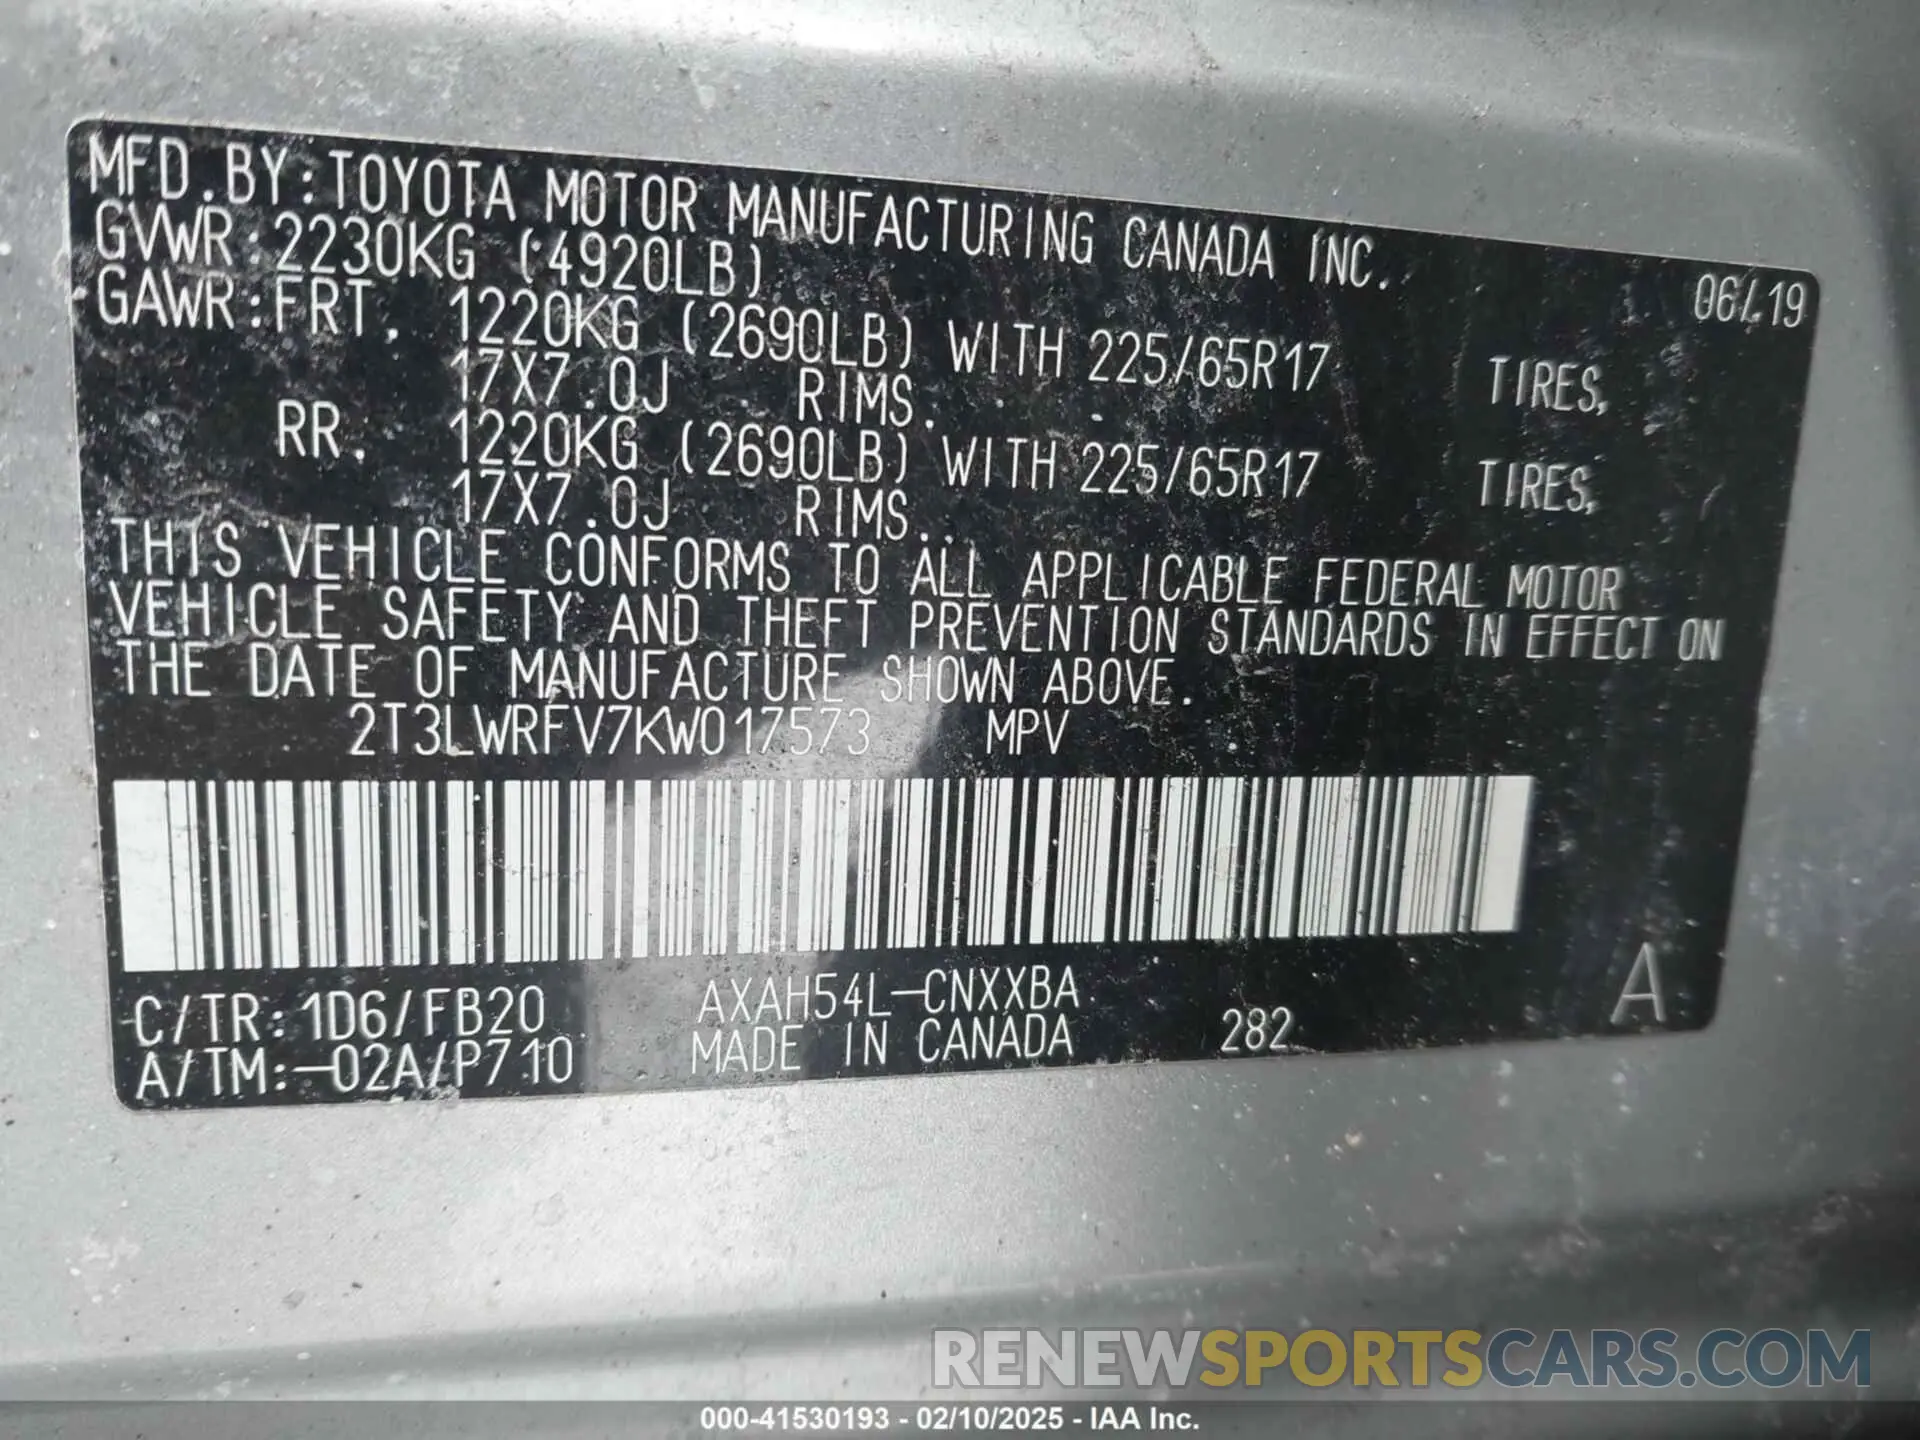 MFD.BY:TOYOTA MOTOR MANUFACTURING CANADA INC.
GVWR:2230KG (4920LB) 06/19
GAWR:FRT. 1220KG (2690LB) WITH 225/65R17 TIRES,
17X7.0J RIMS.
RR. 1220KG (2690LB) WITH 225/65R17 TIRES,
17X7.0J RIMS.
THIS VEHICLE CONFORMS TO ALL APPLICABLE FEDERAL MOTOR
VEHICLE SAFETY AND THEFT PREVENTION STANDARDS IN EFFECT ON
THE DATE OF MANUFACTURE SHOWN ABOVE.
2T3LWRFV7KW017573 MPV
C/TR:1D6/FB20 AXAH54L-CNXXBA A
A/TM:-02A/P710 MADE IN CANADA 282
RENEWSPORTSCARS.COM
000-41530193 - 02/10/2025 - IAA Inc.